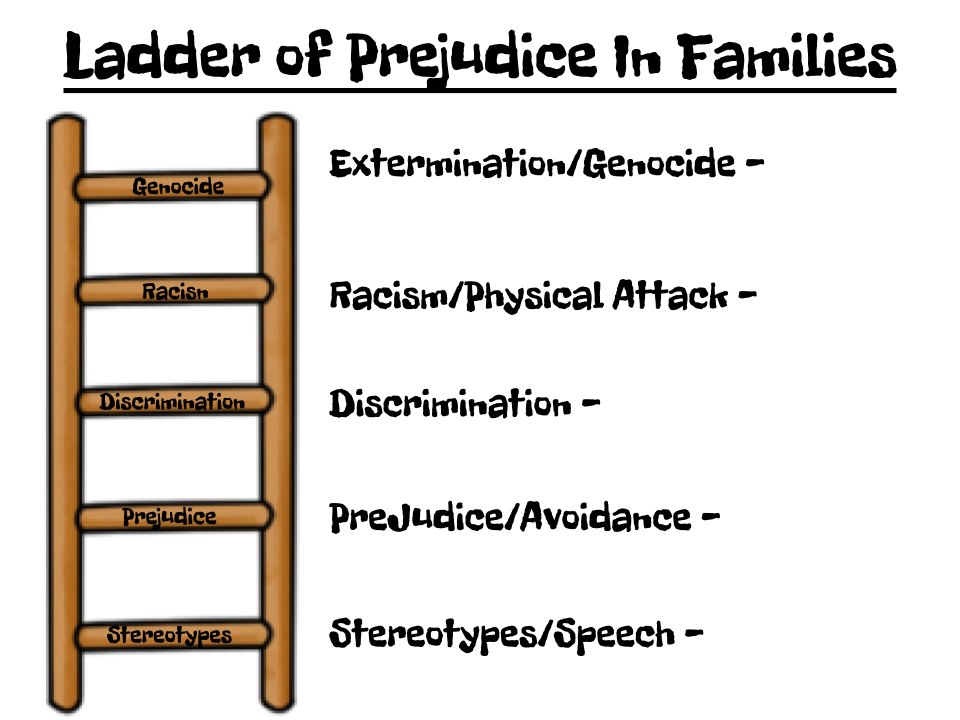 Ladder of Prejudice In Families
Extermination/Genocide -
Genocide
Racism/Physical Attack -
Racisn
Discrimination -
Discrimination
PreJudice/Avoidance -
Prejudice
Stereotypes/Speech -
Stereotypes